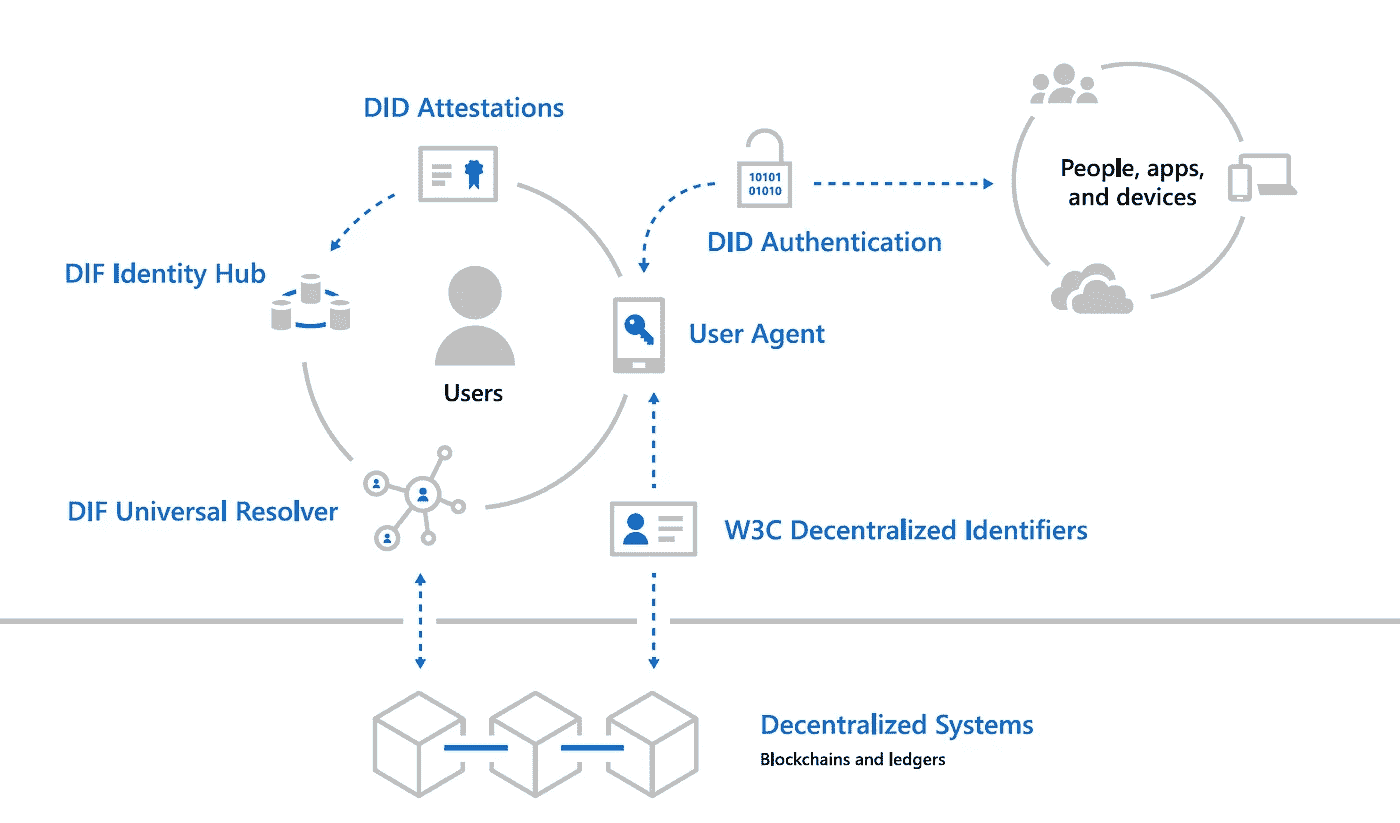 DID Attestations
10101
01010
People, apps,
and devices
DID Authentication
DIF Identity Hub
User Agent
Users
DIF Universal Resolver
W3C Decentralized Identifiers
Decentralized Systems
Blockchains and ledgers